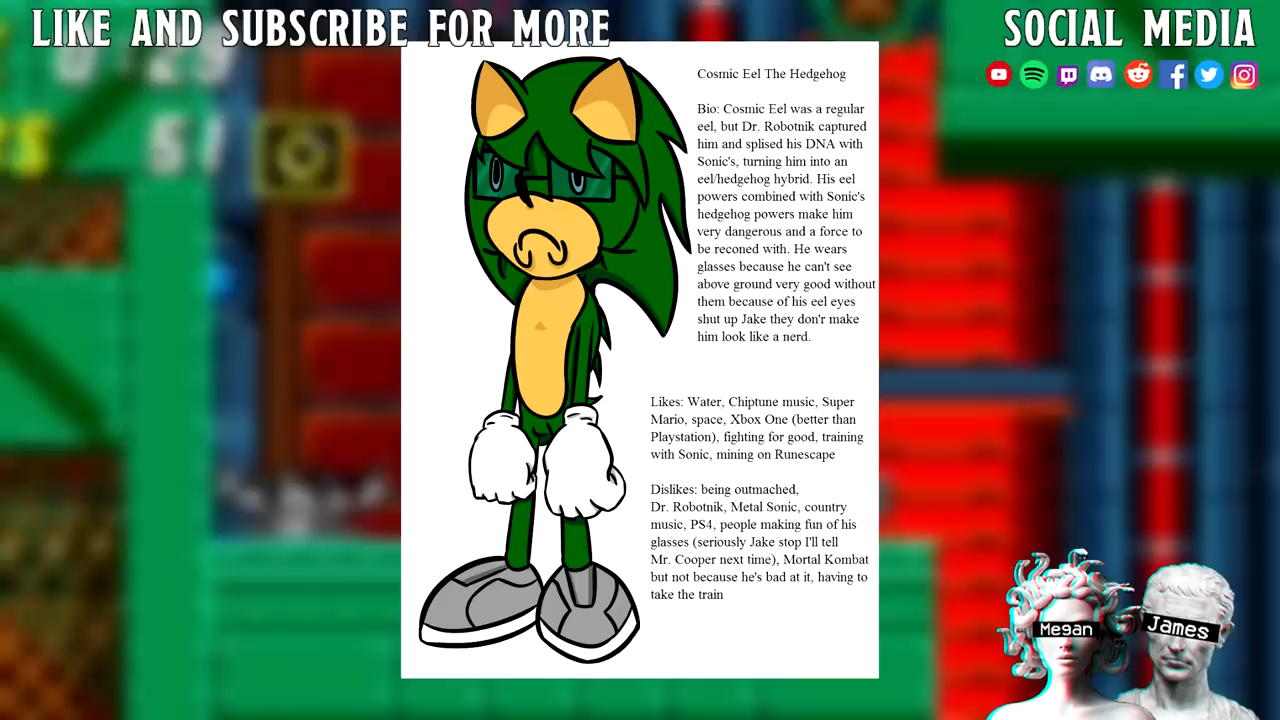 LIKE AND SUBSCRIBE FOR MORE
SOCIAL MEDIA
Cosmic Eel The Hedgehog
Bio: Cosmic Eel was a regular
eel, but Dr. Robotnik captured
him and splised his DNA with
Sonic's, turning him into an
eel/hedgehog hybrid. His eel
powers combined with Sonic's
hedgehog powers make him
very dangerous and a force to
be reconed with. He wears
glasses because he can't see
above ground very good without
them because of his eel eyes
shut up Jake they don'r make
him look like a nerd.
Likes: Water, Chiptune music, Super
Mario, space, Xbox One (better than
Playstation), fighting for good, training
with Sonic, mining on Runescape
Dislikes: being outmached,
Dr. Robotnik, Metal Sonic, country
music, PS4, people making fun of his
glasses (seriously Jake stop I'll tell
Mr. Cooper next time), Mortal Kombat
but not because he's bad at it, having to
take the train
Megan
James